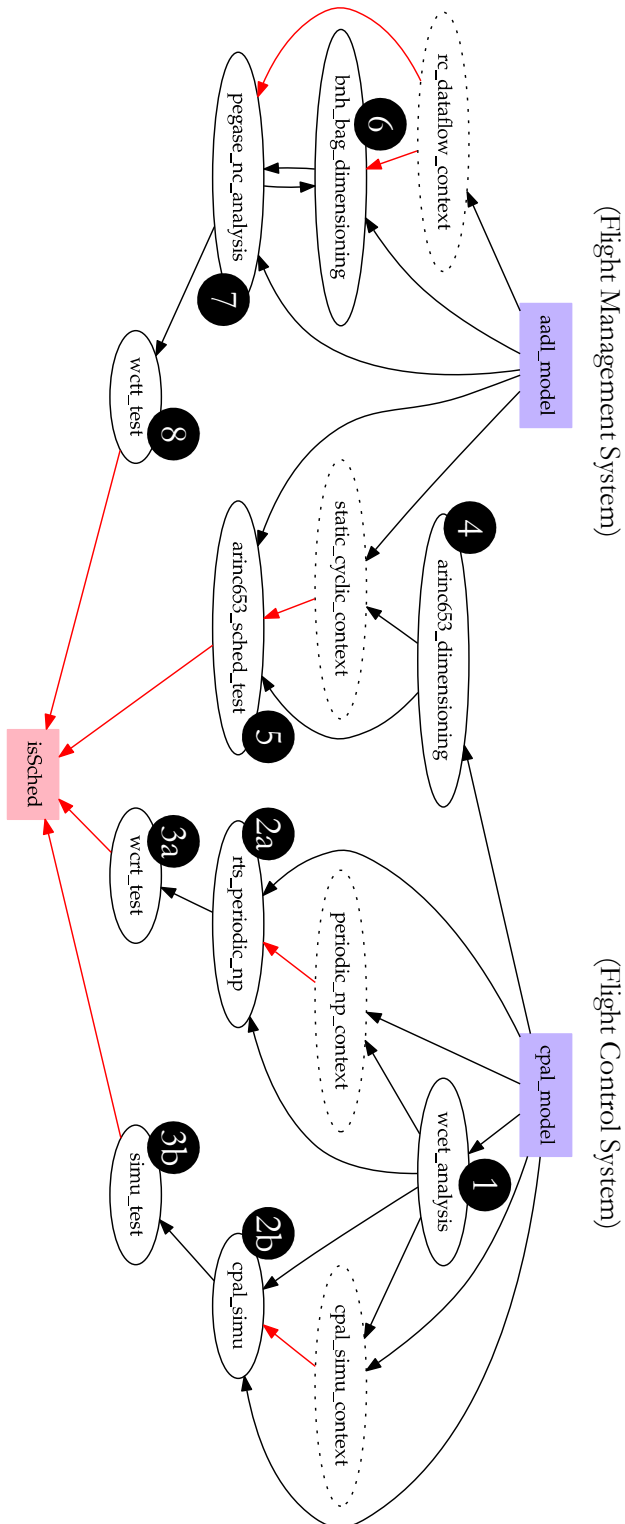 (Flight Management System)
(Flight Control System)
aadl_model
cpal_model
rc_dataflow_context
4
arinc653_dimensioning
wcet_analysis
1
bnh_bag_dimensioning
6
static_cyclic_context
periodic_np_context
cpal_simu_context
pegase_nc_analysis
7
arinc653_sched_test
5
2a
rts_periodic_np
2b
cpal_simu
wctt_test
8
3a
wcrt_test
3b
simu_test
isSched